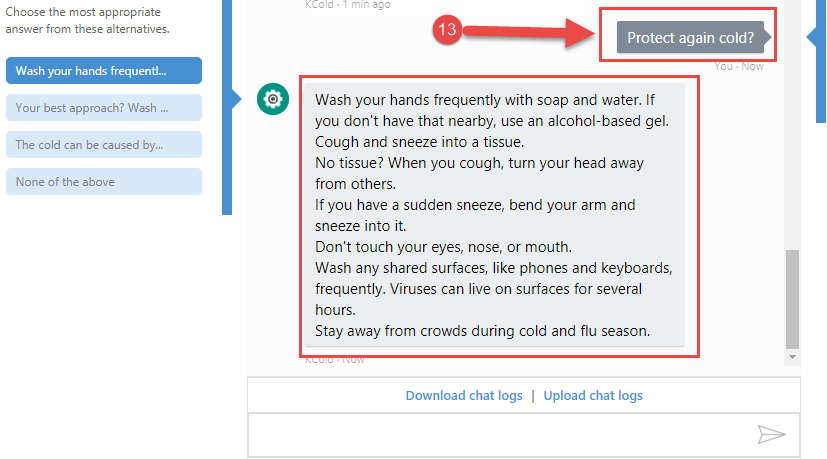 Choose the most appropriate
answer from these alternatives.
Wash your hands frequentl...
Your best approach? Wash ...
The cold can be caused by...
None of the above
KCold · 1 min ago
13
Protect again cold?
You · Now
Wash your hands frequently with soap and water. If
you don't have that nearby, use an alcohol-based gel.
Cough and sneeze into a tissue.
No tissue? When you cough, turn your head away
from others.
If you have a sudden sneeze, bend your arm and
sneeze into it.
Don't touch your eyes, nose, or mouth.
Wash any shared surfaces, like phones and keyboards,
frequently. Viruses can live on surfaces for several
hours.
Stay away from crowds during cold and flu season.
KCold · Now
Download chat logs | Upload chat logs